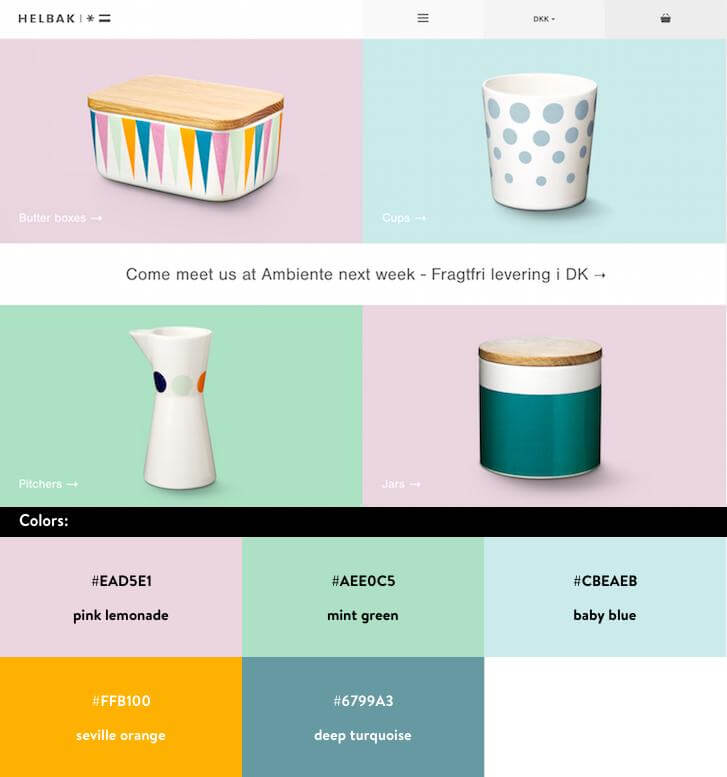 HELBAK | * =
DKK
Butter boxes →
Cups →
Come meet us at Ambiente next week - Fragtfri levering i DK →
Pitchers →
Jars →
Colors:
#EAD5E1
pink lemonade
#AEE0C5
mint green
#CBEAEB
baby blue
#FFB100
seville orange
#6799A3
deep turquoise